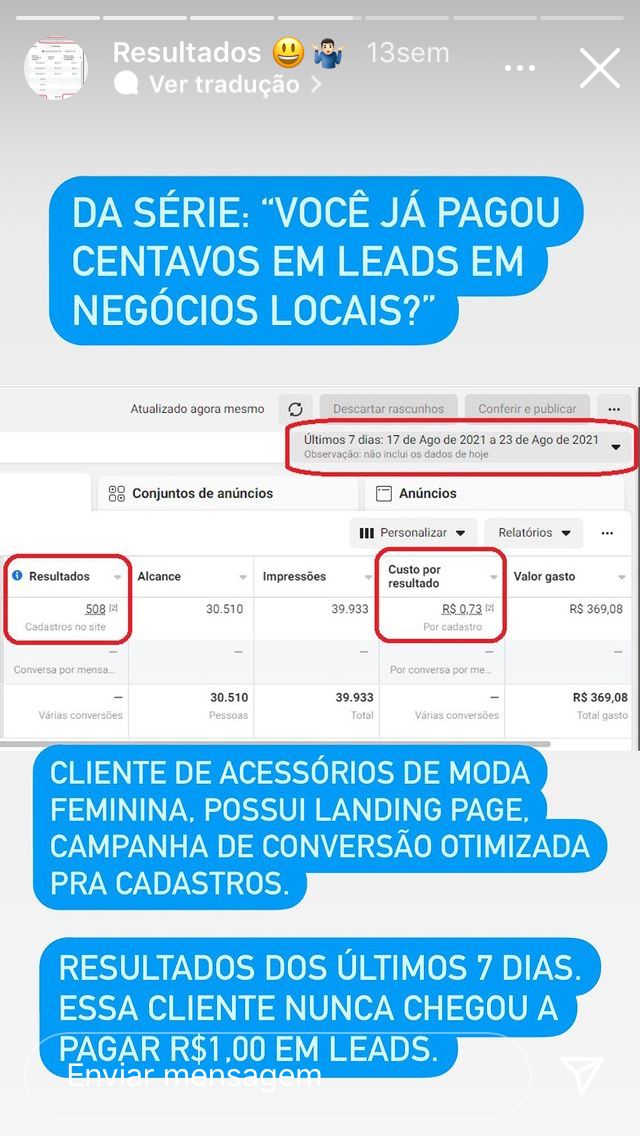 Resultados 😃🤷🏻‍♂️ 13sem ...
Ver tradução >
DA SÉRIE: “VOCÊ JÁ PAGOU
CENTAVOS EM LEADS EM
NEGÓCIOS LOCAIS?”
Atualizado agora mesmo Descartar rascunhos Conferir e publicar ...
Últimos 7 dias: 17 de Ago de 2021 a 23 de Ago de 2021
Observação: não inclui os dados de hoje
Conjuntos de anúncios Anúncios
Personalizar Relatórios ...
Resultados Alcance Impressões Custo por resultado Valor gasto
508 [2] 30.510 39.933 R$ 0,73 [2] R$ 369,08
Cadastros no site Por cadastro
— — — — —
Conversa por mensa... Por conversa por me...
— 30.510 39.933 — R$ 369,08
Várias conversões Pessoas Total Várias conversões Total gasto
CLIENTE DE ACESSÓRIOS DE MODA
FEMININA, POSSUI LANDING PAGE,
CAMPANHA DE CONVERSÃO OTIMIZADA
PRA CADASTROS.
RESULTADOS DOS ÚLTIMOS 7 DIAS.
ESSA CLIENTE NUNCA CHEGOU A
PAGAR R$1,00 EM LEADS.
Enviar mensagem